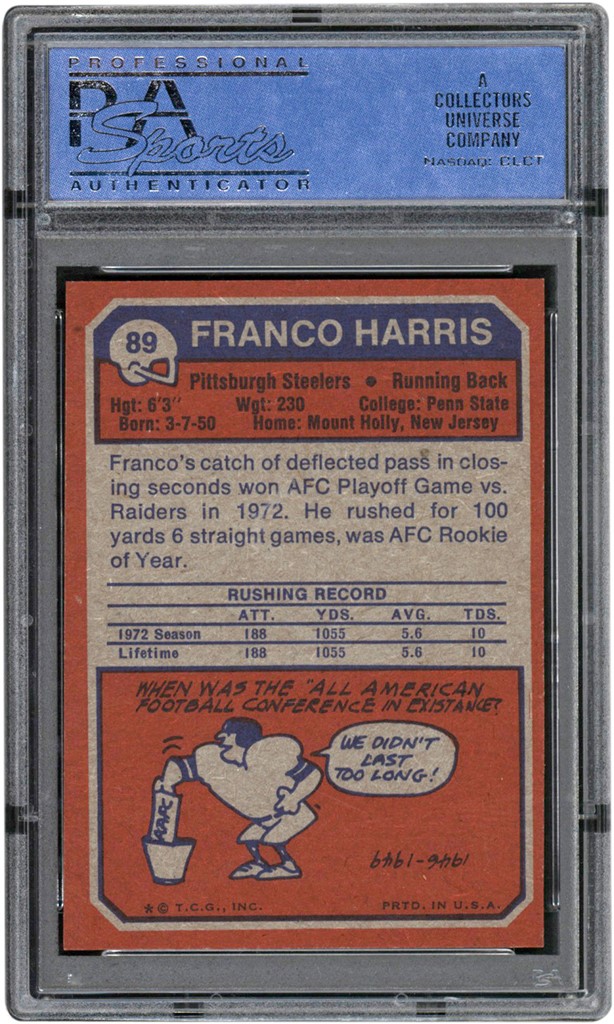 PROFESSIONAL
PSA
Sports
AUTHENTICATOR
A
COLLECTORS
UNIVERSE
COMPANY
NASDAQ: CLCT
89 FRANCO HARRIS
Pittsburgh Steelers • Running Back
Hgt: 6'3" Wgt: 230 College: Penn State
Born: 3-7-50 Home: Mount Holly, New Jersey
Franco's catch of deflected pass in clos-
ing seconds won AFC Playoff Game vs.
Raiders in 1972. He rushed for 100
yards 6 straight games, was AFC Rookie
of Year.
RUSHING RECORD
ATT. YDS. AVG. TDS.
1972 Season 188 1055 5.6 10
Lifetime 188 1055 5.6 10
WHEN WAS THE "ALL AMERICAN
FOOTBALL CONFERENCE IN EXISTANCE?
WE DIDN'T
LAST
TOO LONG!
AAFC
1946-1949
* © T.C.G., INC. PRTD. IN U.S.A.
PSA